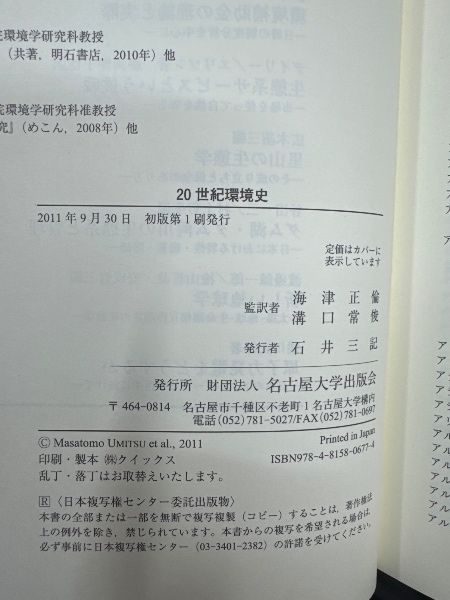 院環境学研究科教授
(共著，明石書店，2010年) 他
院環境学研究科准教授
究』(めこん，2008年) 他
20世紀環境史
2011年9月30日　初版第1刷発行
定価はカバーに
表示しています
監訳者　海津正倫
溝口常俊
発行者　石井三記
発行所　財団法人　名古屋大学出版会
〒464-0814　名古屋市千種区不老町1名古屋大学構内
電話(052)781-5027/FAX(052)781-0697
© Masatomo UMITSU et al., 2011
Printed in Japan
印刷・製本 ㈱クイックス
ISBN978-4-8158-0677-4
乱丁・落丁はお取替えいたします。
R〈日本複写権センター委託出版物〉
本書の全部または一部を無断で複写複製（コピー）することは，著作権法
上の例外を除き，禁じられています。本書からの複写を希望される場合は，
必ず事前に日本複写権センター（03-3401-2382）の許諾を受けてください。